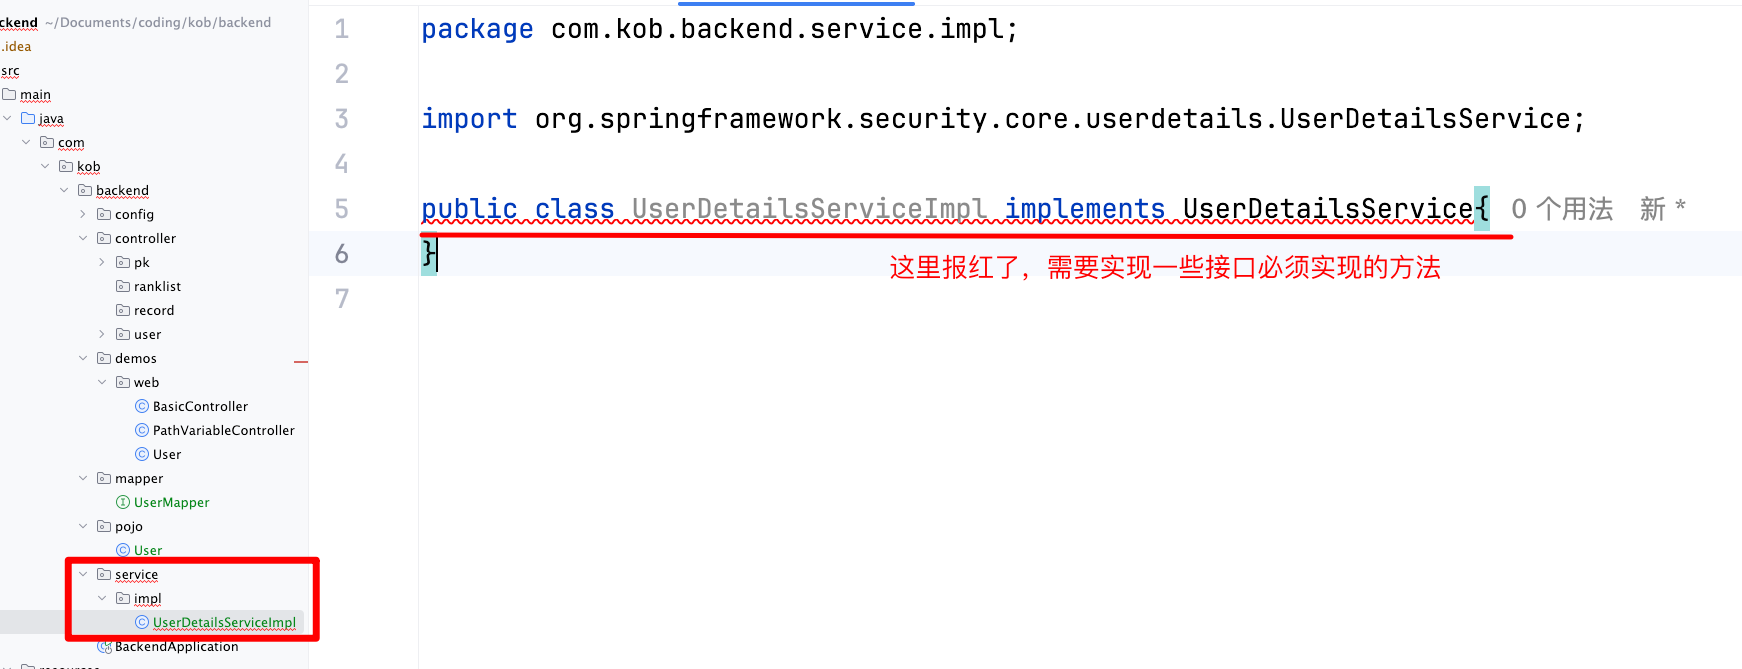 ckend ~/Documents/coding/kob/backend
.idea
src
main
java
com
kob
backend
config
controller
pk
ranklist
record
user
demos
web
BasicController
PathVariableController
User
mapper
UserMapper
pojo
User
service
impl
UserDetailsServiceImpl
BackendApplication
1 package com.kob.backend.service.impl;
2
3 import org.springframework.security.core.userdetails.UserDetailsService;
4
5 public class UserDetailsServiceImpl implements UserDetailsService{ 0 个用法 新 *
6 }
这里报红了，需要实现一些接口必须实现的方法
7